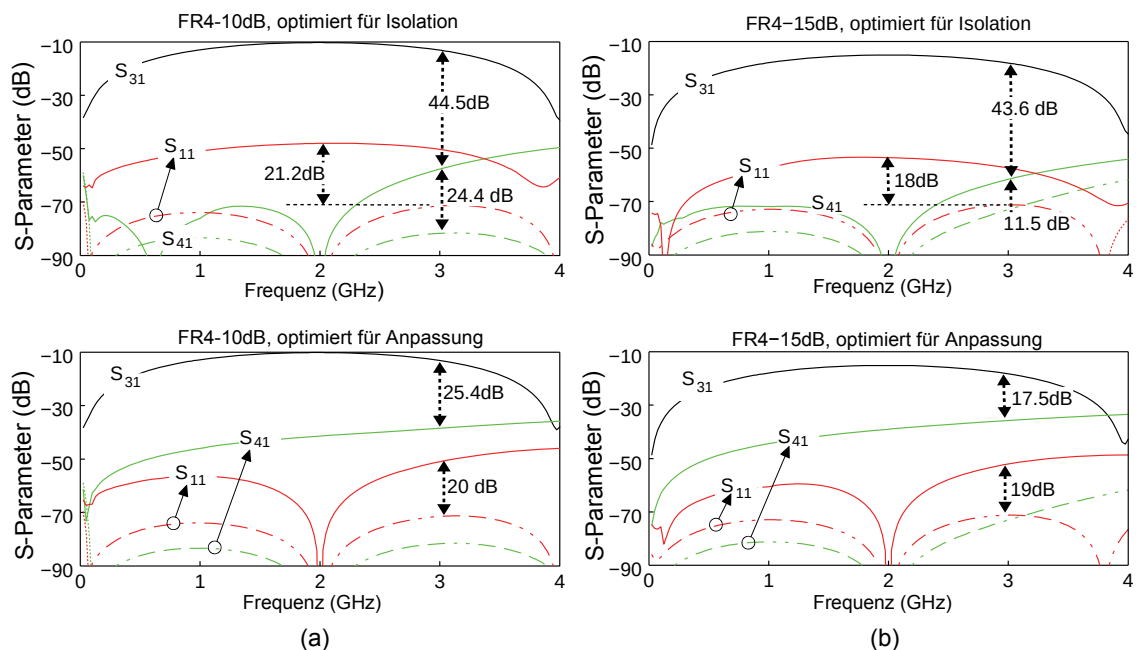 FR4-10dB, optimiert für Isolation
S-Parameter (dB)
−10
−30
−50
−70
−90
S31
S11
S41
44.5dB
21.2dB
24.4 dB
0
1
2
3
4
Frequenz (GHz)
FR4−15dB, optimiert für Isolation
S-Parameter (dB)
−10
−30
−50
−70
−90
S31
S11
S41
43.6 dB
18dB
11.5 dB
0
1
2
3
4
Frequenz (GHz)
FR4-10dB, optimiert für Anpassung
S-Parameter (dB)
−10
−30
−50
−70
−90
S31
S41
S11
25.4dB
20 dB
0
1
2
3
4
Frequenz (GHz)
(a)
FR4−15dB, optimiert für Anpassung
S-Parameter (dB)
−10
−30
−50
−70
−90
S31
S41
S11
17.5dB
19dB
0
1
2
3
4
Frequenz (GHz)
(b)